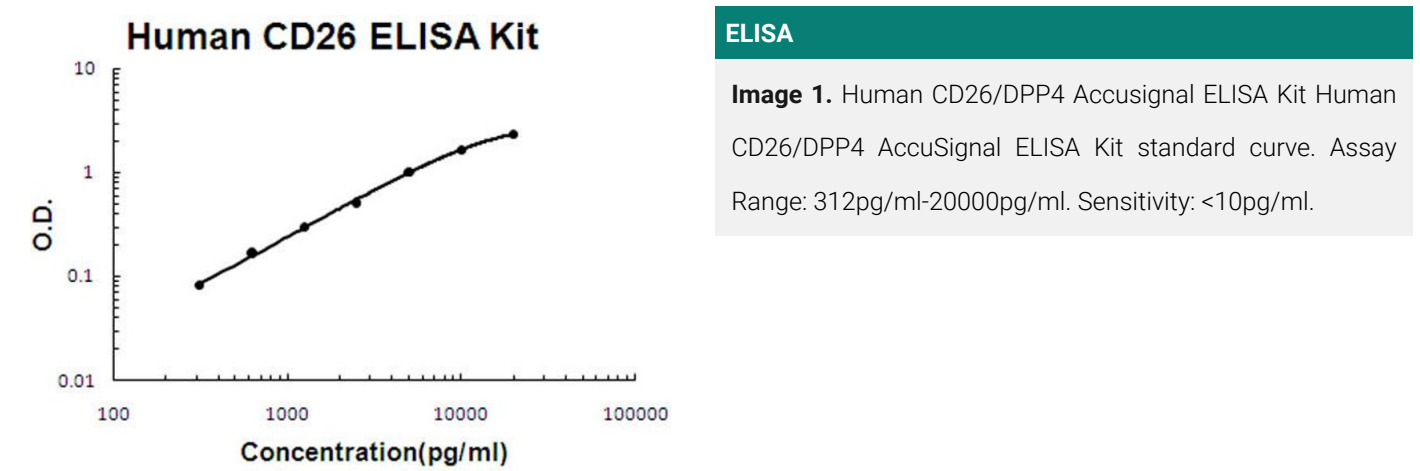 Human CD26 ELISA Kit
10
1
0.1
0.01
O.D.
100 1000 10000 100000
Concentration(pg/ml)
ELISA
Image 1. Human CD26/DPP4 Accusignal ELISA Kit Human
CD26/DPP4 AccuSignal ELISA Kit standard curve. Assay
Range: 312pg/ml-20000pg/ml. Sensitivity: <10pg/ml.